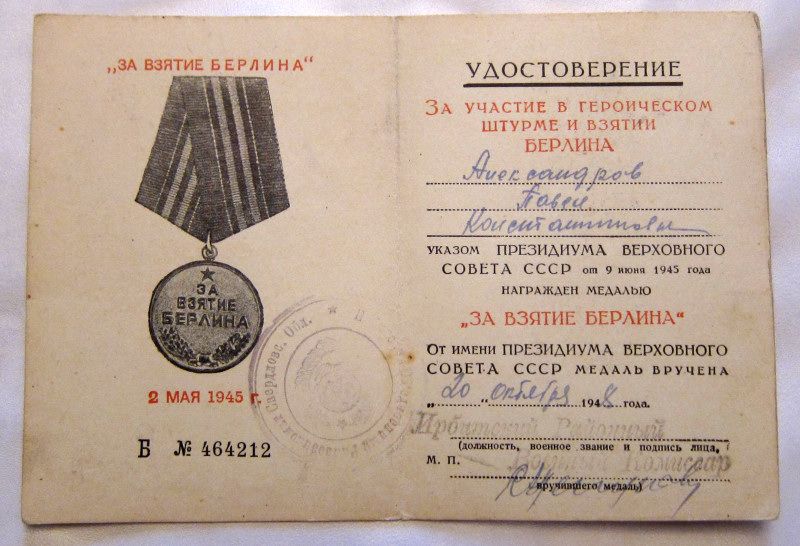 „ЗА ВЗЯТИЕ БЕРЛИНА“
ЗА
ВЗЯТИЕ
БЕРЛИНА
2 МАЯ 1945 г.
Б № 464212
УДОСТОВЕРЕНИЕ
ЗА УЧАСТИЕ В ГЕРОИЧЕСКОМ
ШТУРМЕ И ВЗЯТИИ
БЕРЛИНА
Александров
Павел
Константинович
УКАЗОМ ПРЕЗИДИУМА ВЕРХОВНОГО
СОВЕТА СССР от 9 июня 1945 года
НАГРАЖДЕН МЕДАЛЬЮ
„ЗА ВЗЯТИЕ БЕРЛИНА“
От имени ПРЕЗИДИУМА ВЕРХОВНОГО
СОВЕТА СССР МЕДАЛЬ ВРУЧЕНА
„20“ октября 1948 года.
Ирбитский Районный
(должность, военное звание и подпись лица,
М. П. Военный Комиссар
вручившего медаль)
Свердловс. Обл.